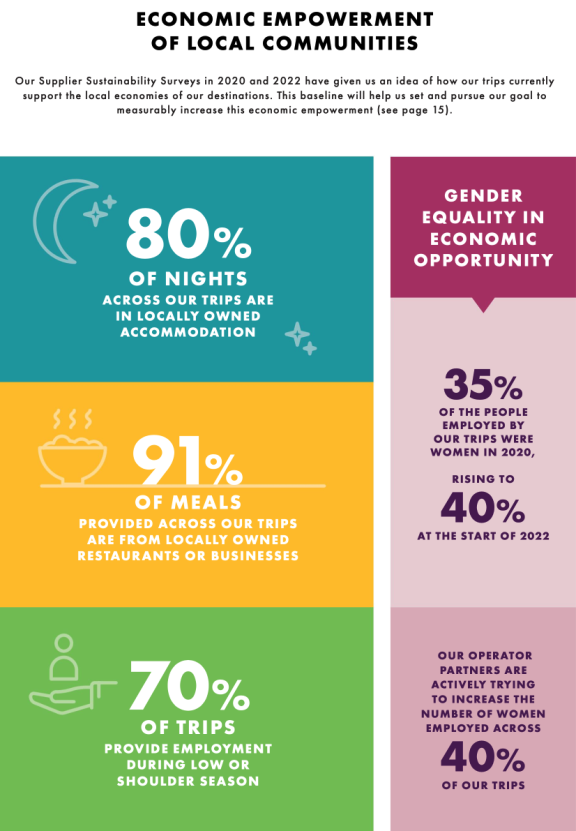 ECONOMIC EMPOWERMENT
OF LOCAL COMMUNITIES
Our Supplier Sustainability Surveys in 2020 and 2022 have given us an idea of how our trips currently
support the local economies of our destinations. This baseline will help us set and pursue our goal to
measurably increase this economic empowerment (see page 15).
80%
OF NIGHTS
ACROSS OUR TRIPS ARE
IN LOCALLY OWNED
ACCOMMODATION
91%
OF MEALS
PROVIDED ACROSS OUR TRIPS
ARE FROM LOCALLY OWNED
RESTAURANTS OR BUSINESSES
70%
OF TRIPS
PROVIDE EMPLOYMENT
DURING LOW OR
SHOULDER SEASON
GENDER
EQUALITY IN
ECONOMIC
OPPORTUNITY
35%
OF THE PEOPLE
EMPLOYED BY
OUR TRIPS WERE
WOMEN IN 2020,
RISING TO
40%
AT THE START OF 2022
OUR OPERATOR
PARTNERS ARE
ACTIVELY TRYING
TO INCREASE THE
NUMBER OF WOMEN
EMPLOYED ACROSS
40%
OF OUR TRIPS